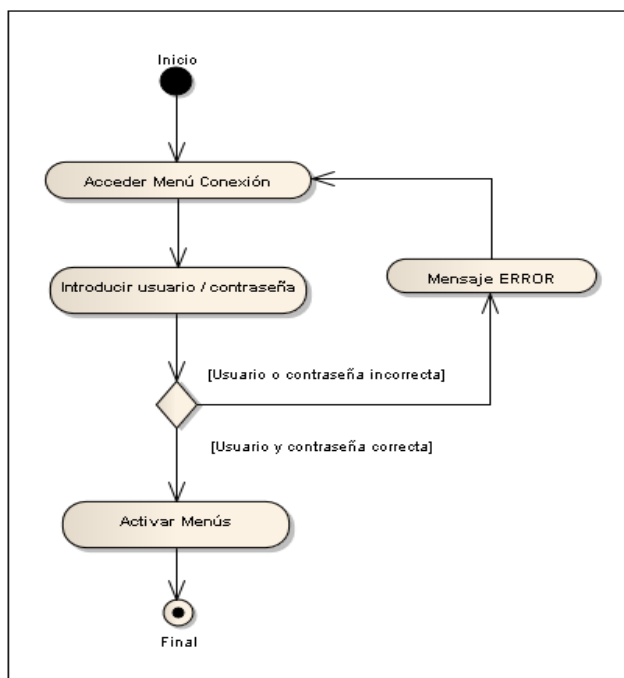 Inicio
Acceder Menú Conexión
Introducir usuario / contraseña
Mensaje ERROR
[Usuario o contraseña incorrecta]
[Usuario y contraseña correcta]
Activar Menús
Final